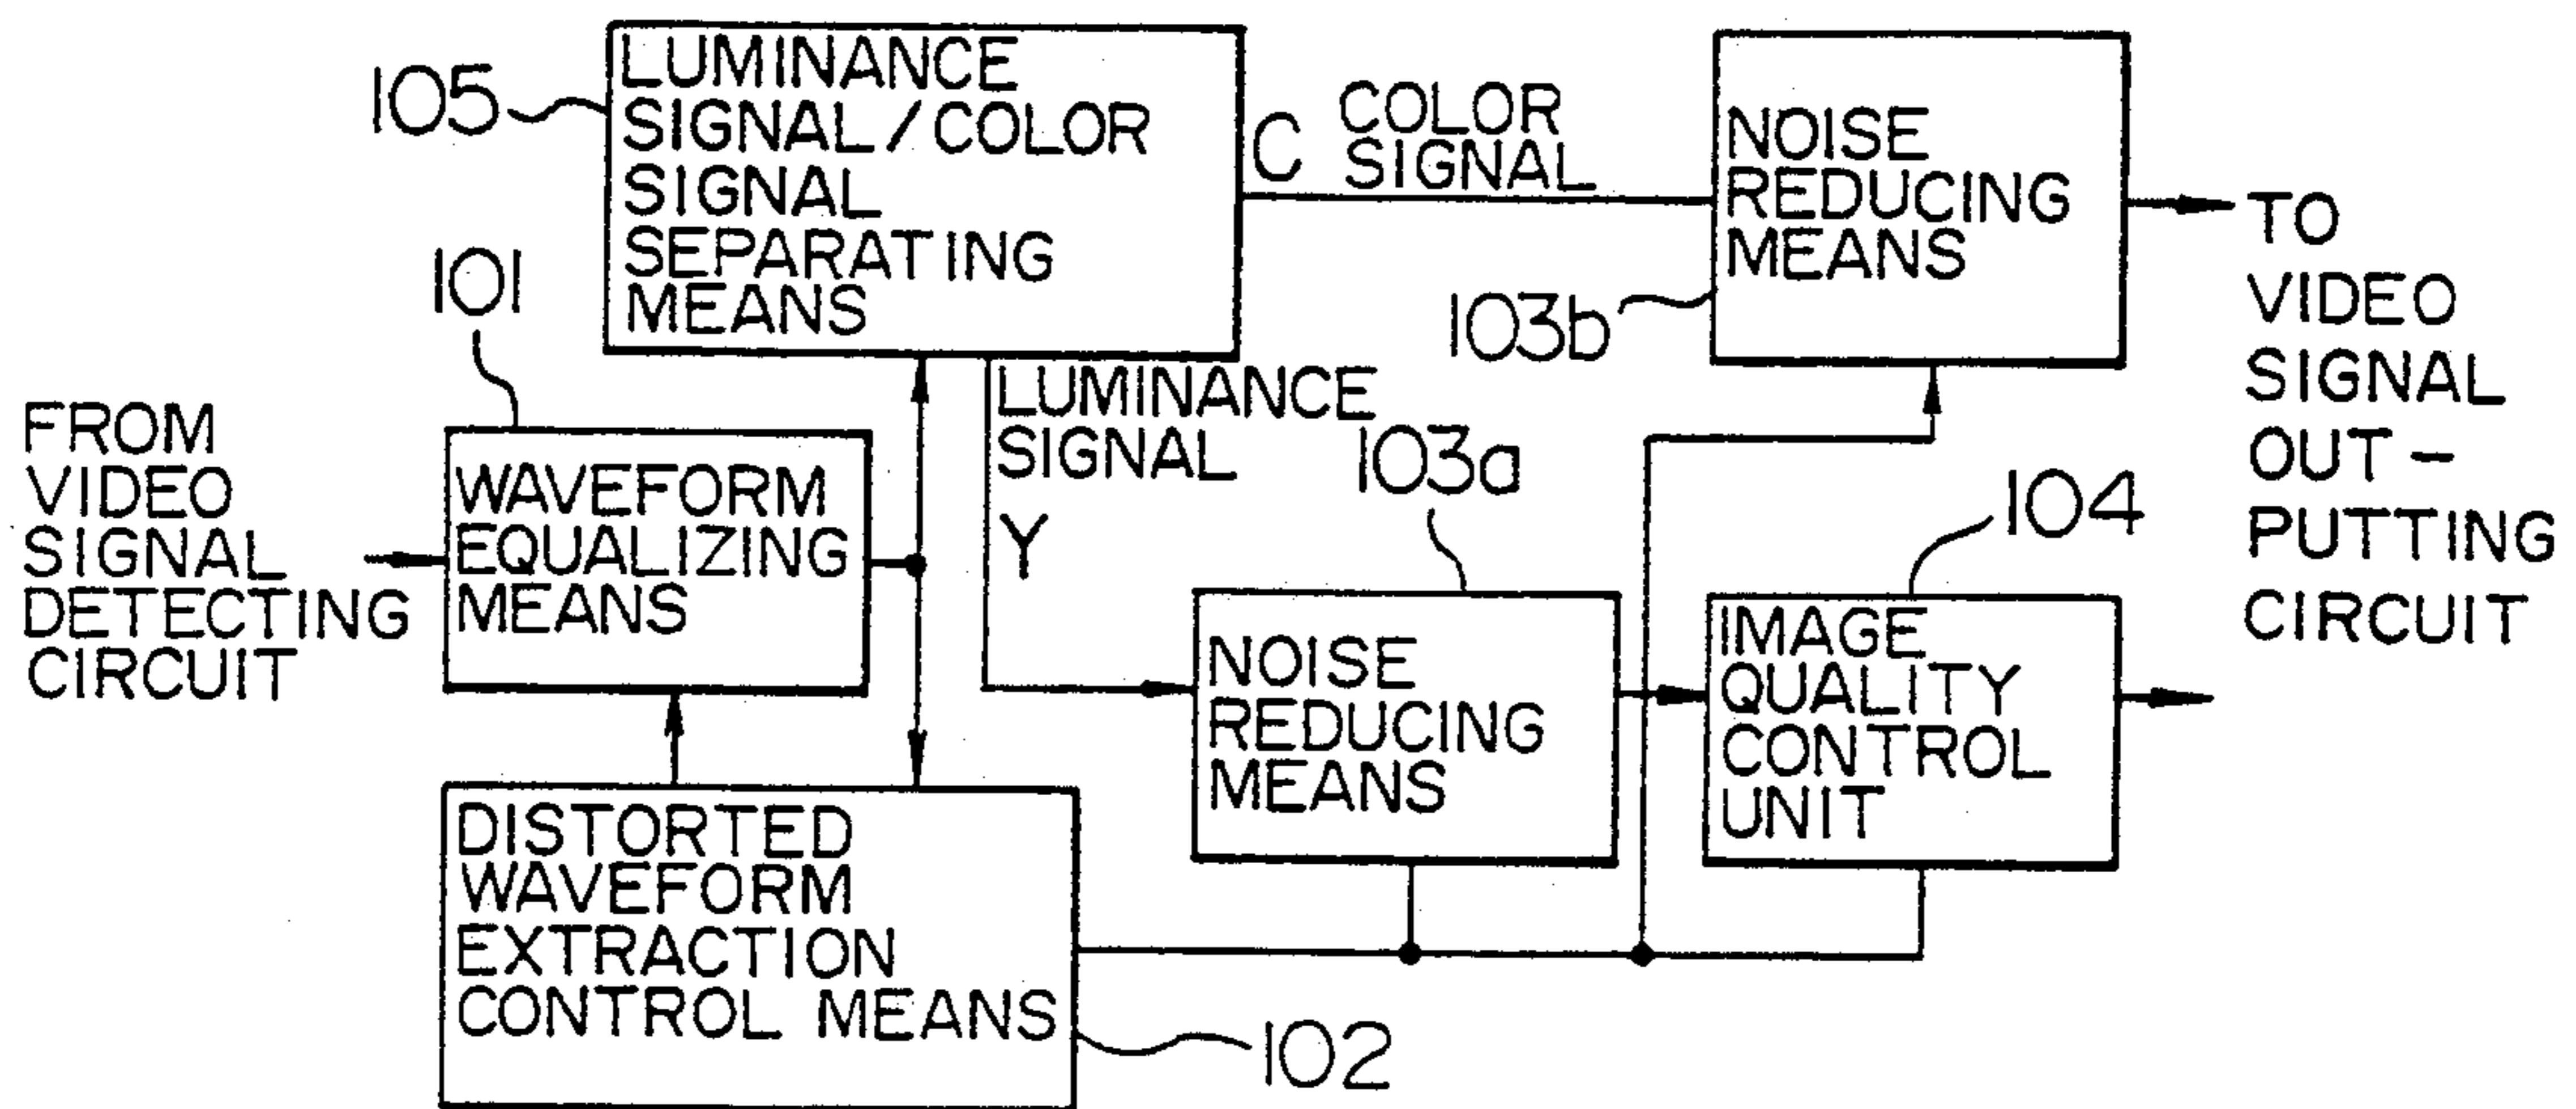 105
LUMINANCE
SIGNAL/COLOR
SIGNAL
SEPARATING
MEANS
C
COLOR
SIGNAL
NOISE
REDUCING
MEANS
103b
TO
VIDEO
SIGNAL
OUT-
PUTTING
CIRCUIT
101
FROM
VIDEO
SIGNAL
DETECTING
CIRCUIT
WAVEFORM
EQUALIZING
MEANS
LUMINANCE
SIGNAL
Y
103a
NOISE
REDUCING
MEANS
104
IMAGE
QUALITY
CONTROL
UNIT
DISTORTED
WAVEFORM
EXTRACTION
CONTROL MEANS
102